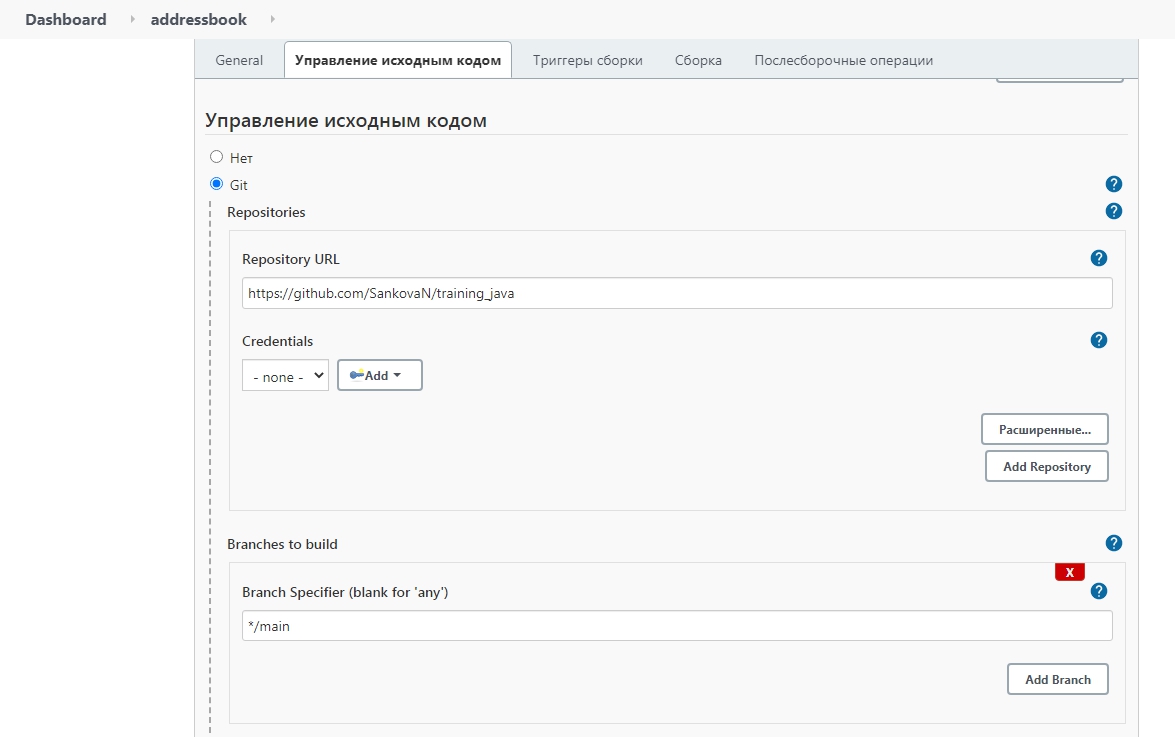 Dashboard addressbook
General Управление исходным кодом Триггеры сборки Сборка Послесборочные операции
Управление исходным кодом
Нет
Git ?
Repositories ?
Repository URL ?
https://github.com/SankovaN/training_java
Credentials ?
- none - Add
Расширенные...
Add Repository
Branches to build ?
X
Branch Specifier (blank for 'any') ?
*/main
Add Branch